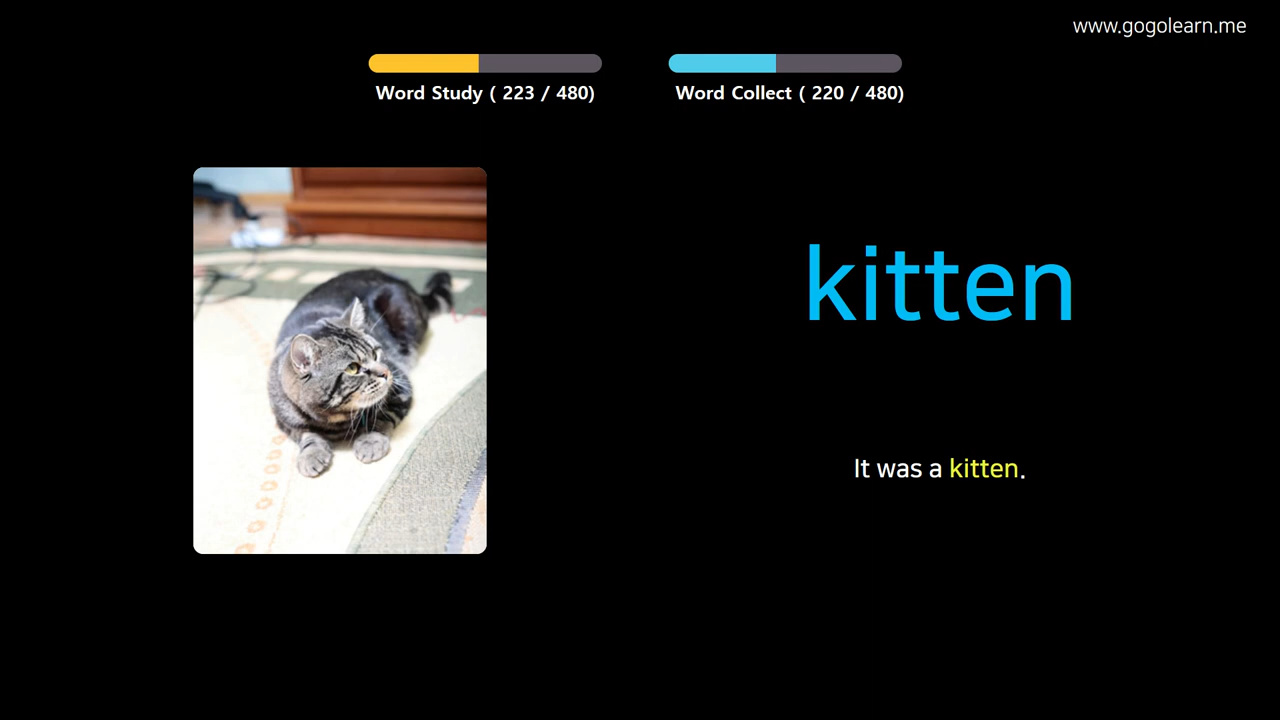 www.gogolearn.me
Word Study ( 223 / 480)
Word Collect ( 220 / 480)
kitten
It was a kitten.